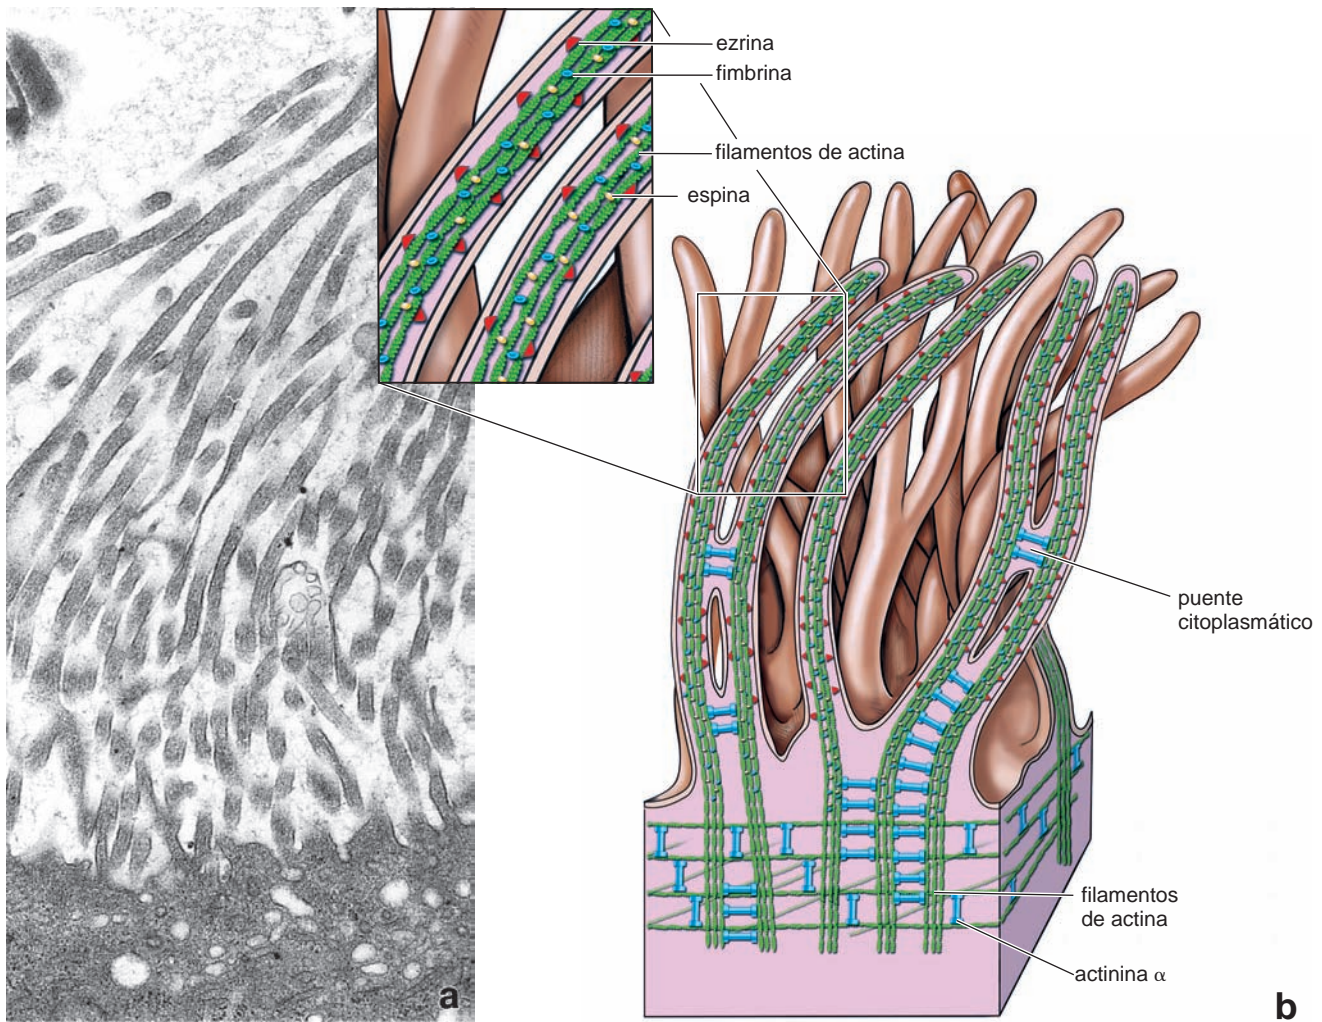 ezrina
fimbrina
filamentos de actina
espina
puente
citoplasmático
filamentos
de actina
actinina α
a
b